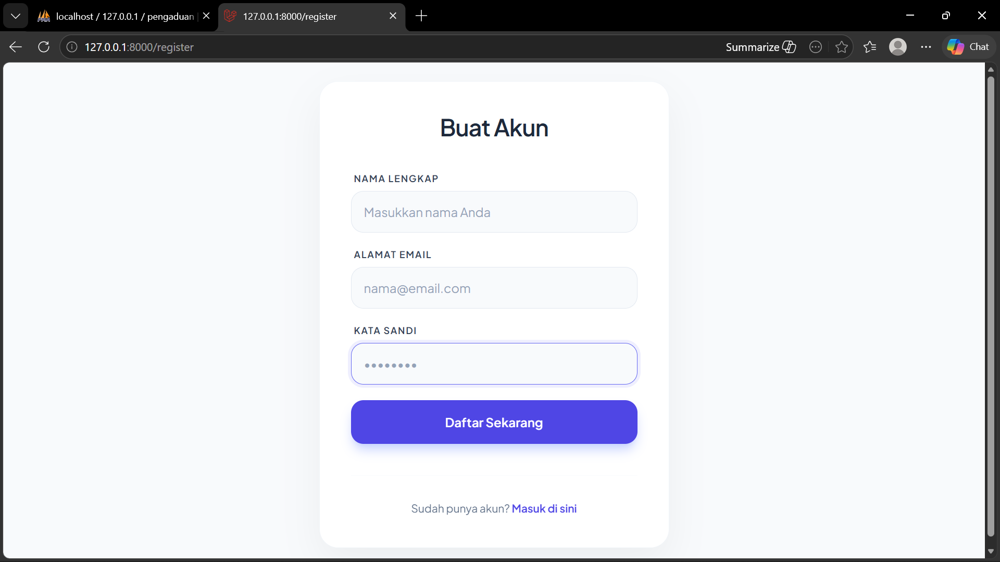 localhost / 127.0.0.1 / pengaduan
127.0.0.1:8000/register
127.0.0.1:8000/register
Summarize
Chat
Buat Akun
NAMA LENGKAP
Masukkan nama Anda
ALAMAT EMAIL
nama@email.com
KATA SANDI
••••••••
Daftar Sekarang
Sudah punya akun? Masuk di sini